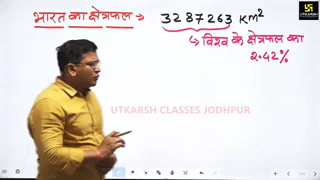 भारत का क्षेत्रफल → 3287263 Km²
UTKARSH
→ विश्व के क्षेत्रफल का
2.42%
UTKARSH CLASSES JODHPUR